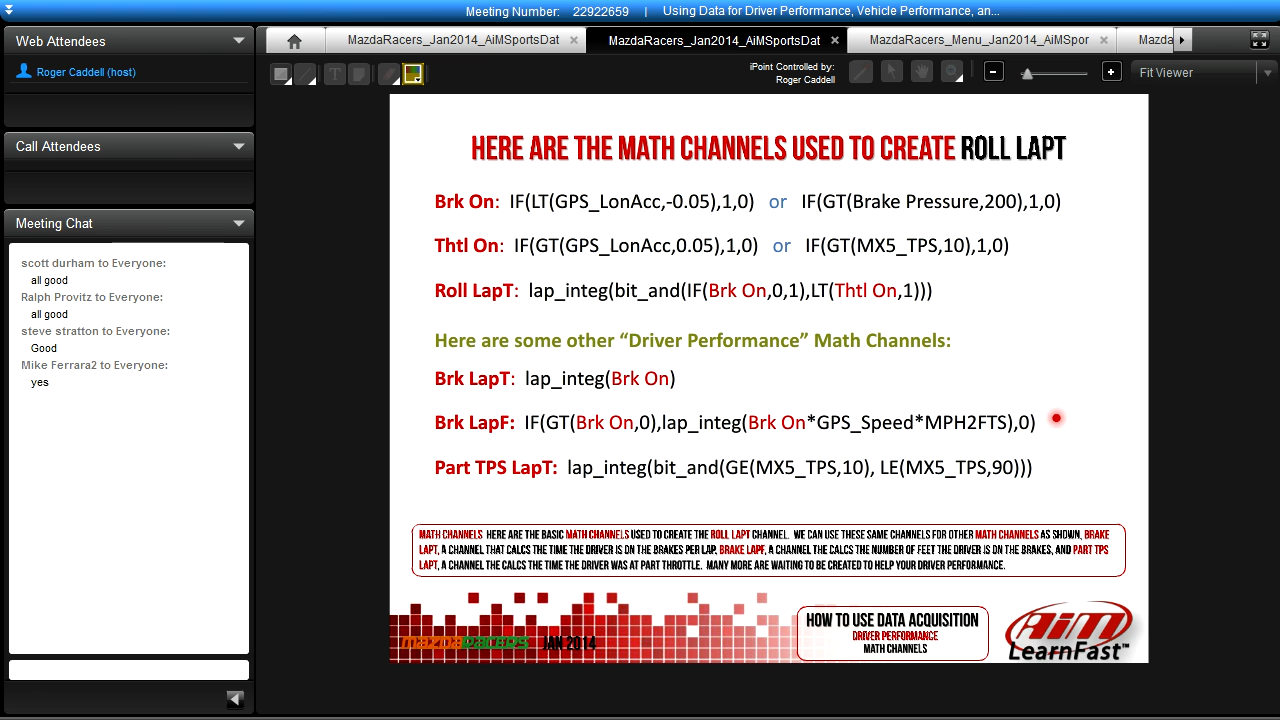 Meeting Number: 22922659 | Using Data for Driver Performance, Vehicle Performance, an...
Web Attendees
Roger Caddell (host)
Call Attendees
Meeting Chat
scott durham to Everyone:
all good
Ralph Provitz to Everyone:
all good
steve stratton to Everyone:
Good
Mike Ferrara2 to Everyone:
yes
MazdaRacers_Jan2014_AiMSportsDat
MazdaRacers_Jan2014_AiMSportsDat
MazdaRacers_Menu_Jan2014_AiMSpor
Mazda
iPoint Controlled by:
Roger Caddell
Fit Viewer
HERE ARE THE MATH CHANNELS USED TO CREATE ROLL LAPT
Brk On: IF(LT(GPS_LonAcc,-0.05),1,0) or IF(GT(Brake Pressure,200),1,0)
Thtl On: IF(GT(GPS_LonAcc,0.05),1,0) or IF(GT(MX5_TPS,10),1,0)
Roll LapT: lap_integ(bit_and(IF(Brk On,0,1),LT(Thtl On,1)))
Here are some other “Driver Performance” Math Channels:
Brk LapT: lap_integ(Brk On)
Brk LapF: IF(GT(Brk On,0),lap_integ(Brk On*GPS_Speed*MPH2FTS),0)
Part TPS LapT: lap_integ(bit_and(GE(MX5_TPS,10), LE(MX5_TPS,90)))
MATH CHANNELS HERE ARE THE BASIC MATH CHANNELS USED TO CREATE THE ROLL LAPT CHANNEL. WE CAN USE THESE SAME CHANNELS FOR OTHER MATH CHANNELS AS SHOWN, BRAKE
LAPT, A CHANNEL THAT CALCS THE TIME THE DRIVER IS ON THE BRAKES PER LAP, BRAKE LAPF, A CHANNEL THE CALCS THE NUMBER OF FEET THE DRIVER IS ON THE BRAKES, AND PART TPS
LAPT, A CHANNEL THE CALCS THE TIME THE DRIVER WAS AT PART THROTTLE. MANY MORE ARE WAITING TO BE CREATED TO HELP YOUR DRIVER PERFORMANCE.
MAZDARACERS JAN 2014
HOW TO USE DATA ACQUISITION
DRIVER PERFORMANCE
MATH CHANNELS
AiM
LearnFast™